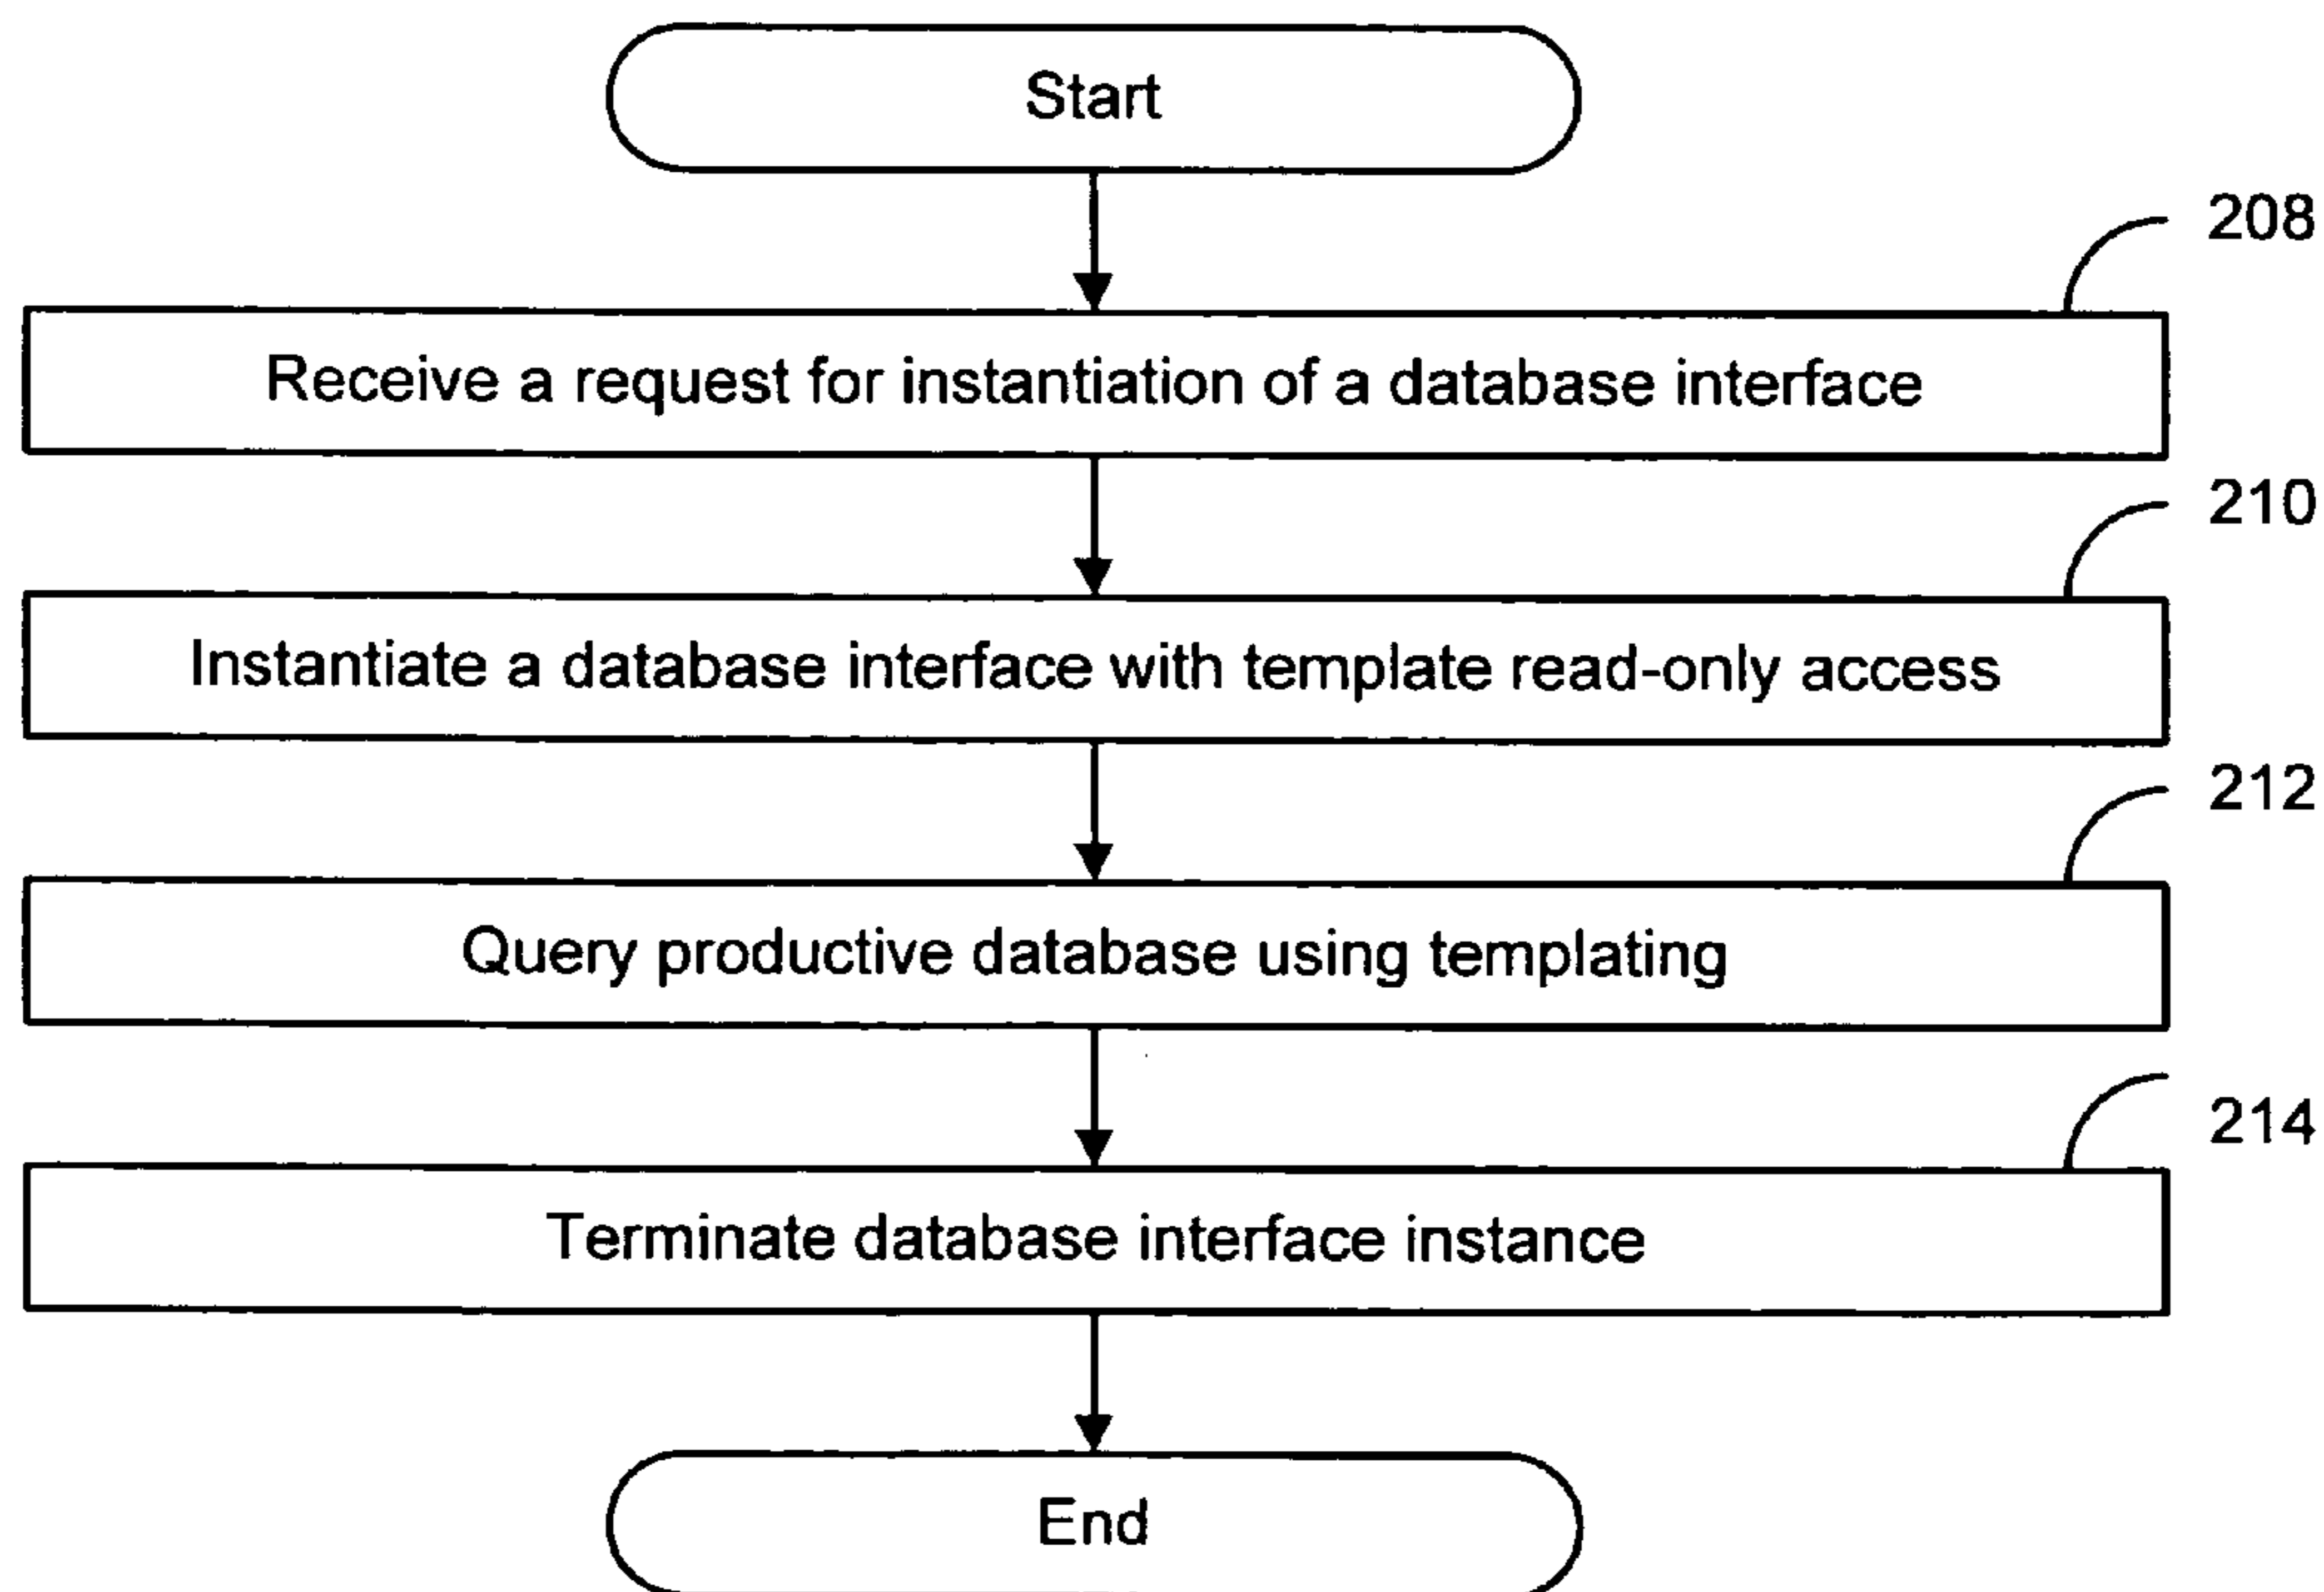 Start
208
Receive a request for instantiation of a database interface
210
Instantiate a database interface with template read-only access
212
Query productive database using templating
214
Terminate database interface instance
End